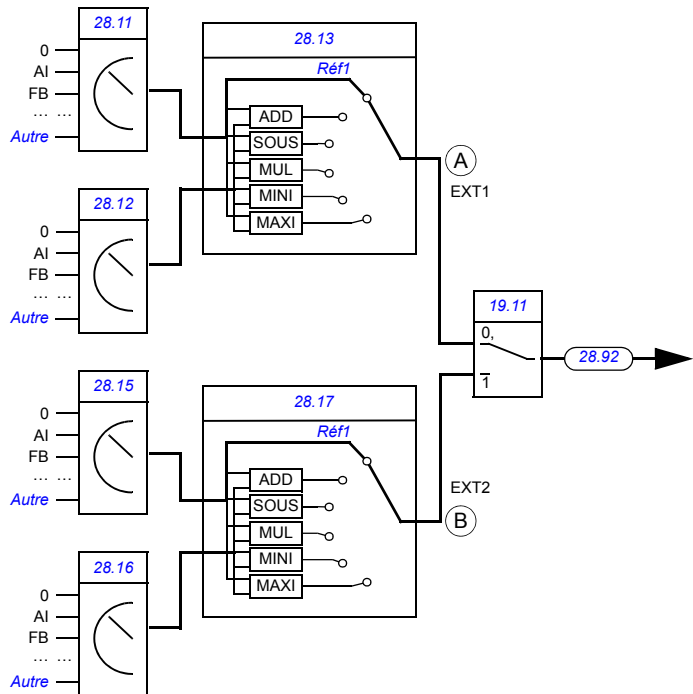 28.11
0
AI
FB
... ...
Autre
28.13
Réf1
ADD
SOUS
MUL
MINI
MAXI
A
EXT1
28.12
0
AI
FB
... ...
Autre
19.11
0,
1
28.92
28.15
0
AI
FB
... ...
Autre
28.17
Réf1
ADD
SOUS
MUL
MINI
MAXI
EXT2
B
28.16
0
AI
FB
... ...
Autre